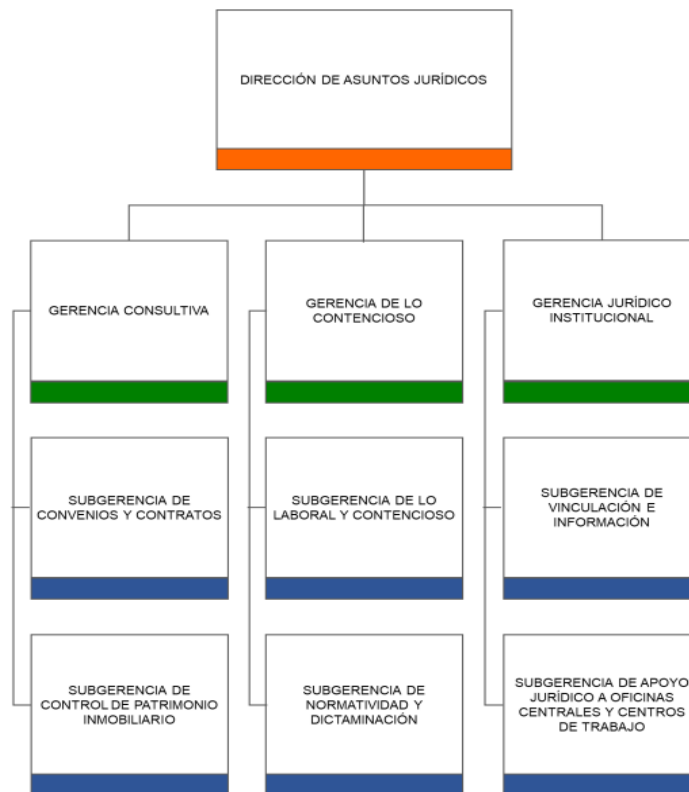 DIRECCIÓN DE ASUNTOS JURÍDICOS
GERENCIA CONSULTIVA
GERENCIA DE LO
CONTENCIOSO
GERENCIA JURÍDICO
INSTITUCIONAL
SUBGERENCIA DE
CONVENIOS Y CONTRATOS
SUBGERENCIA DE LO
LABORAL Y CONTENCIOSO
SUBGERENCIA DE
VINCULACIÓN E
INFORMACIÓN
SUBGERENCIA DE
CONTROL DE PATRIMONIO
INMOBILIARIO
SUBGERENCIA DE
NORMATIVIDAD Y
DICTAMINACIÓN
SUBGERENCIA DE APOYO
JURÍDICO A OFICINAS
CENTRALES Y CENTROS
DE TRABAJO